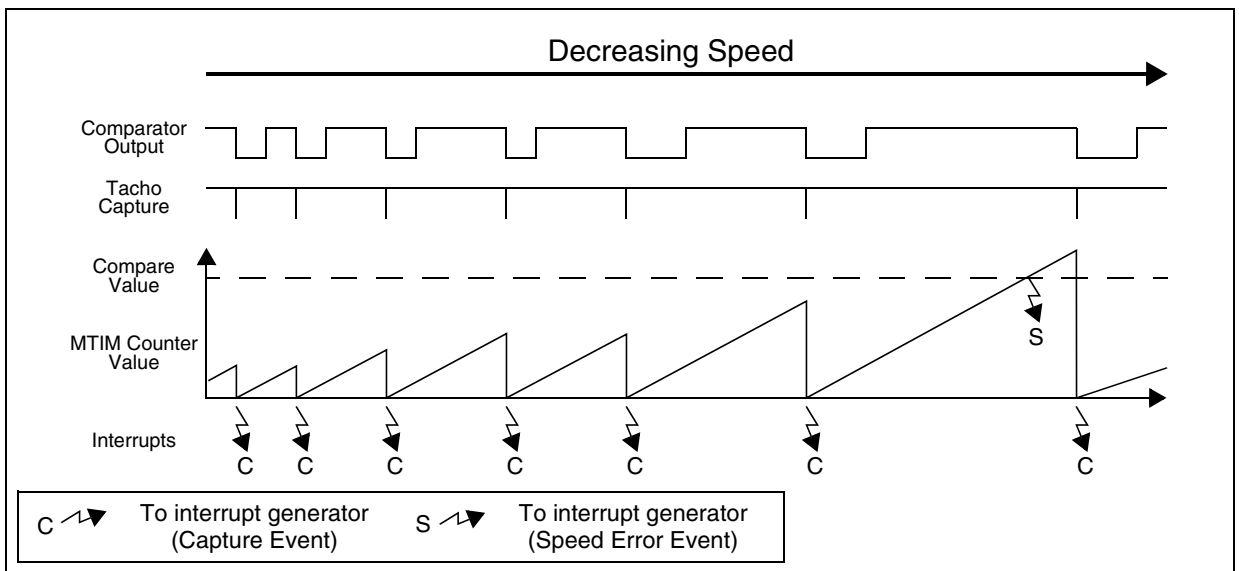 Decreasing Speed
Comparator
Output
Tacho
Capture
Compare
Value
S
MTIM Counter
Value
Interrupts
C C C C C C C
C To interrupt generator
(Capture Event)
S To interrupt generator
(Speed Error Event)